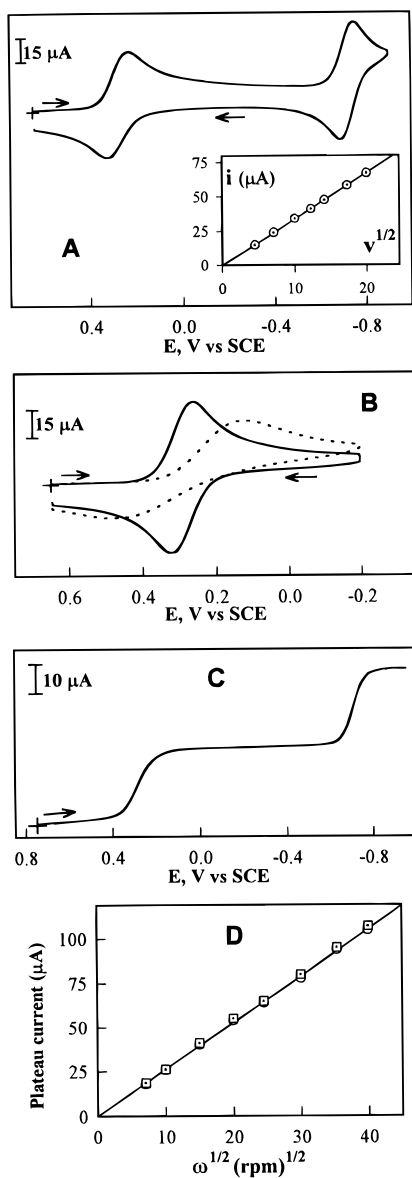 15 μA
75
i (μA)
50
25
0
0 10 20
v^1/2
A
0.4 0.0 -0.4 -0.8
E, V vs SCE
B
15 μA
0.6 0.4 0.2 0.0 -0.2
E, V vs SCE
10 μA
C
0.8 0.4 0.0 -0.4 -0.8
E, V vs SCE
D
Plateau current (μA)
100
75
50
25
0
0 10 20 30 40
ω^1/2 (rpm)^1/2